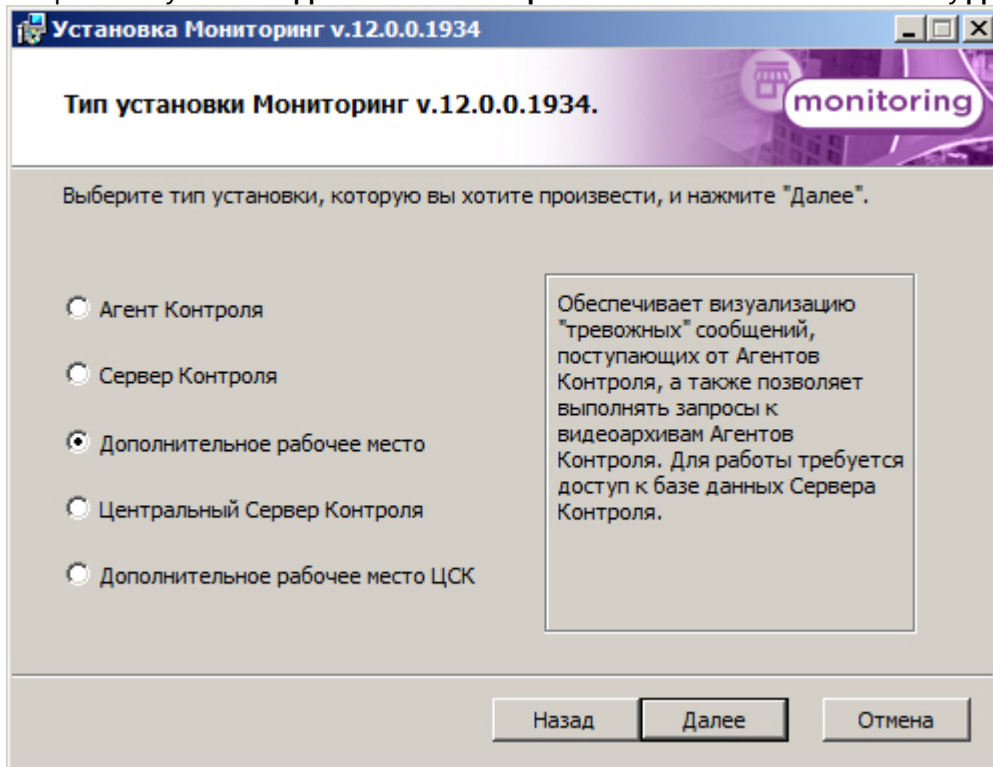 Установка Мониторинг v.12.0.0.1934
Тип установки Мониторинг v.12.0.0.1934.
monitoring
Выберите тип установки, которую вы хотите произвести, и нажмите "Далее".
Агент Контроля
Сервер Контроля
Дополнительное рабочее место
Центральный Сервер Контроля
Дополнительное рабочее место ЦСК
Обеспечивает визуализацию
"тревожных" сообщений,
поступающих от Агентов
Контроля, а также позволяет
выполнять запросы к
видеоархивам Агентов
Контроля. Для работы требуется
доступ к базе данных Сервера
Контроля.
Назад
Далее
Отмена